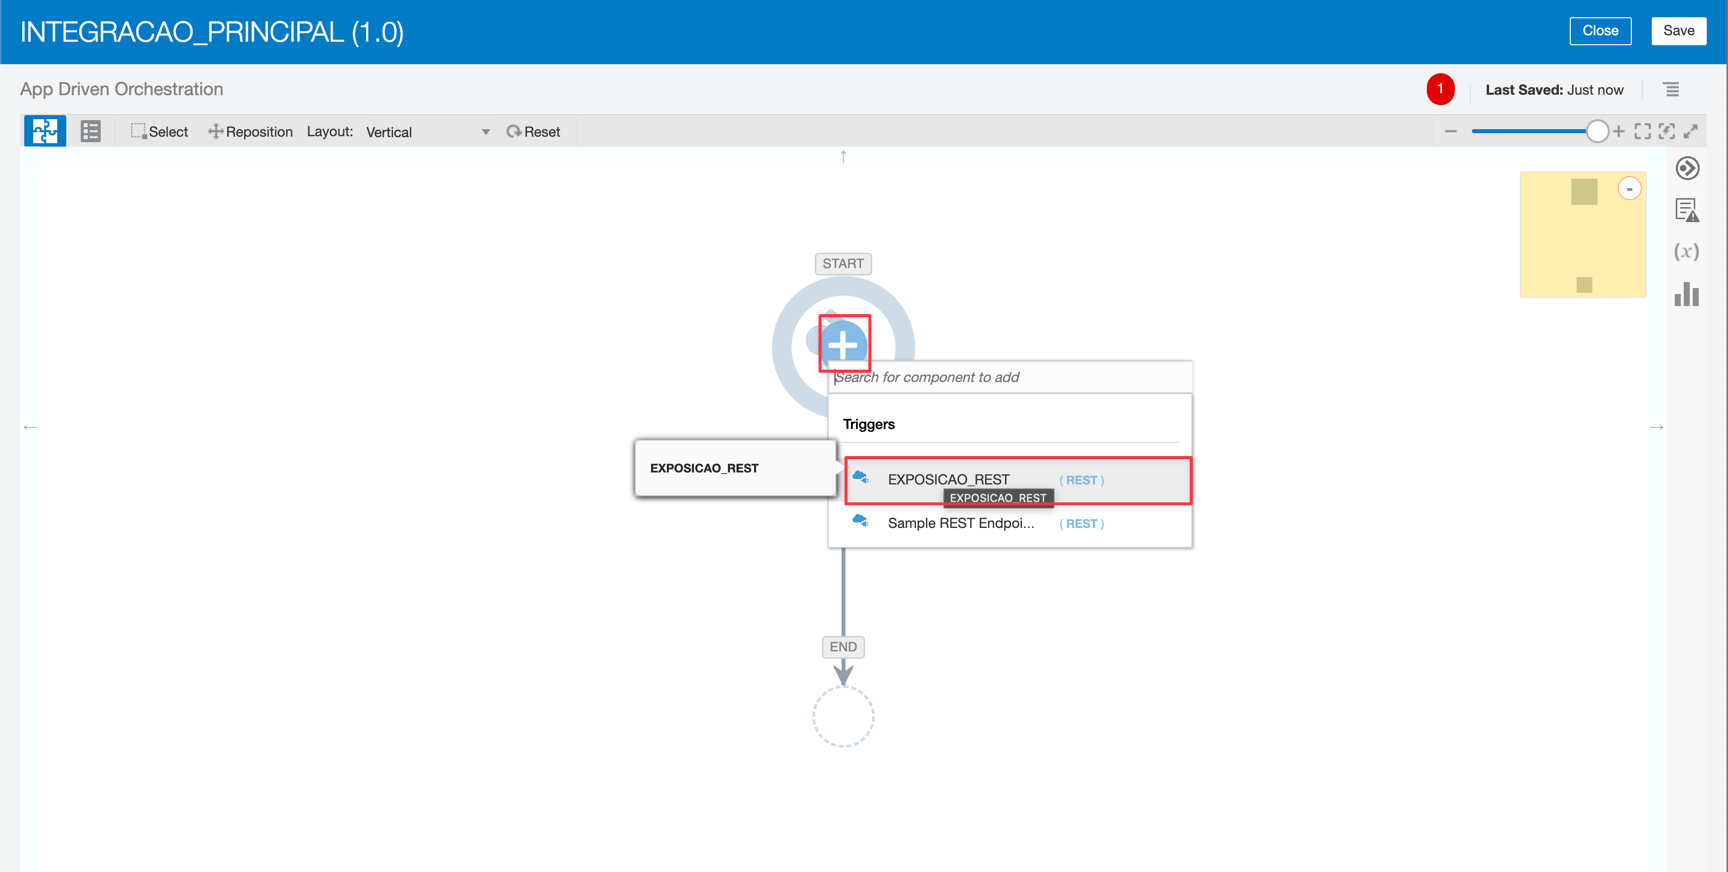 INTEGRACAO_PRINCIPAL (1.0)
Close
Save
App Driven Orchestration
1
Last Saved: Just now
Select
Reposition
Layout:
Vertical
Reset
START
Search for component to add
Triggers
EXPOSICAO_REST
EXPOSICAO_REST
( REST )
EXPOSICAO_REST
Sample REST Endpoi...
( REST )
END
(x)